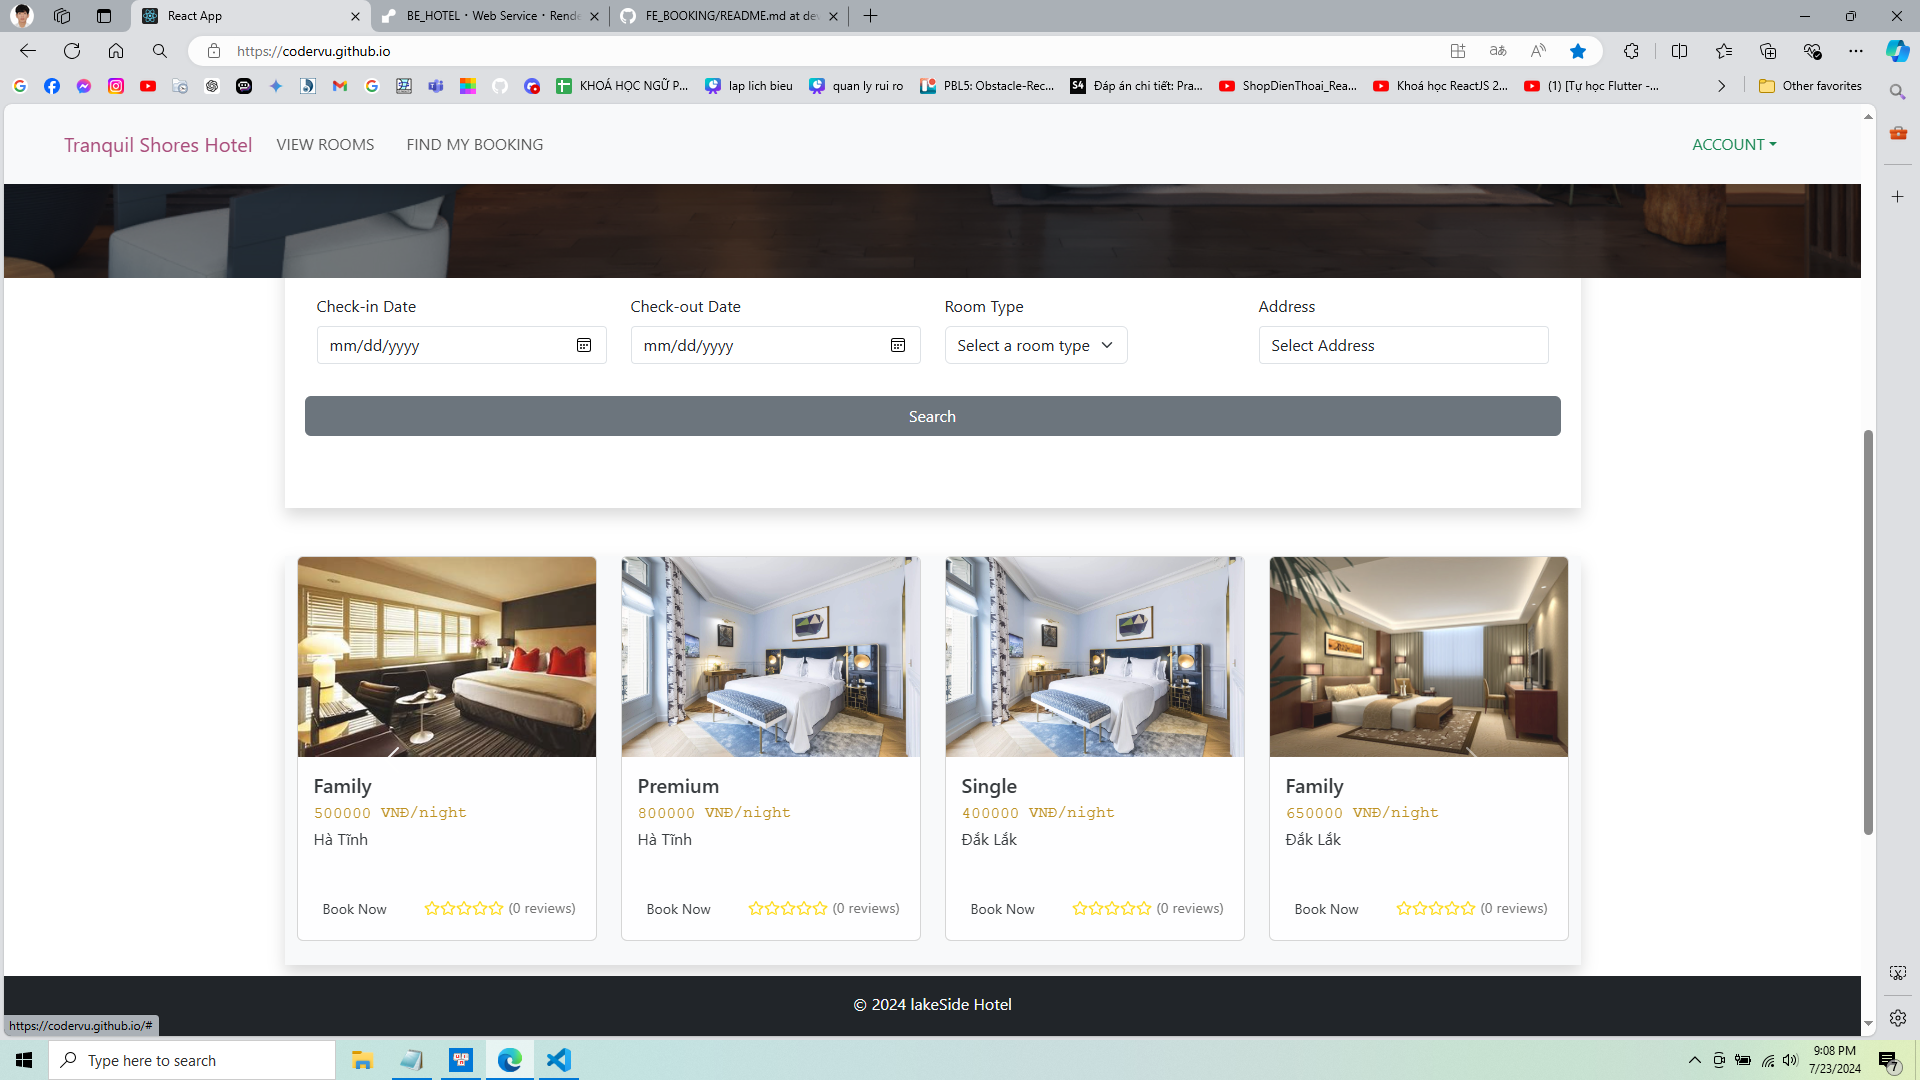 React App
BE_HOTEL · Web Service · Rende
FE_BOOKING/README.md at dev
https://codervu.github.io
KHOÁ HỌC NGỮ P...
lap lich bieu
quan ly rui ro
PBL5: Obstacle-Rec...
S4
Đáp án chi tiết: Pra...
ShopDienThoai_Rea...
Khoá học ReactJS 2...
(1) [Tự học Flutter -...
Other favorites
Tranquil Shores Hotel
VIEW ROOMS
FIND MY BOOKING
ACCOUNT
Check-in Date
Check-out Date
Room Type
Address
mm/dd/yyyy
mm/dd/yyyy
Select a room type
Select Address
Search
Family
500000 VNĐ/night
Hà Tĩnh
Book Now
(0 reviews)
Premium
800000 VNĐ/night
Hà Tĩnh
Book Now
(0 reviews)
Single
400000 VNĐ/night
Đắk Lắk
Book Now
(0 reviews)
Family
650000 VNĐ/night
Đắk Lắk
Book Now
(0 reviews)
© 2024 lakeSide Hotel
https://codervu.github.io/#
Type here to search
9:08 PM
7/23/2024
7